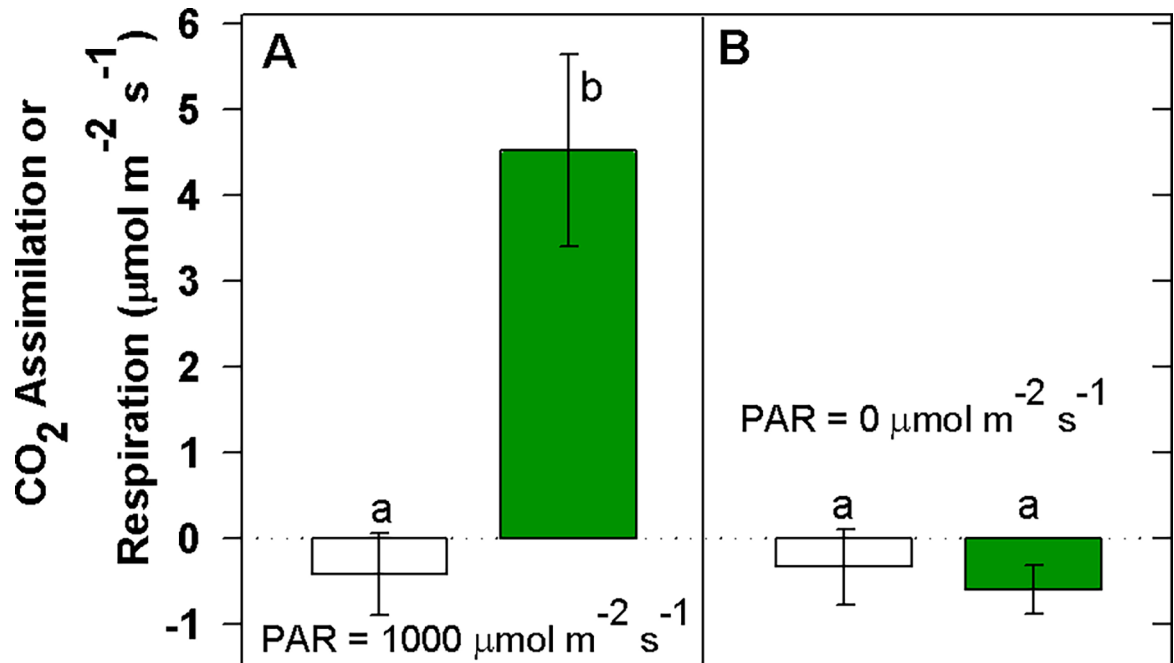 CO2 Assimilation or
Respiration (μmol m-2 s-1)
6
5
4
3
2
1
0
-1
A
b
a
PAR = 1000 μmol m-2 s-1
B
PAR = 0 μmol m-2 s-1
a
a